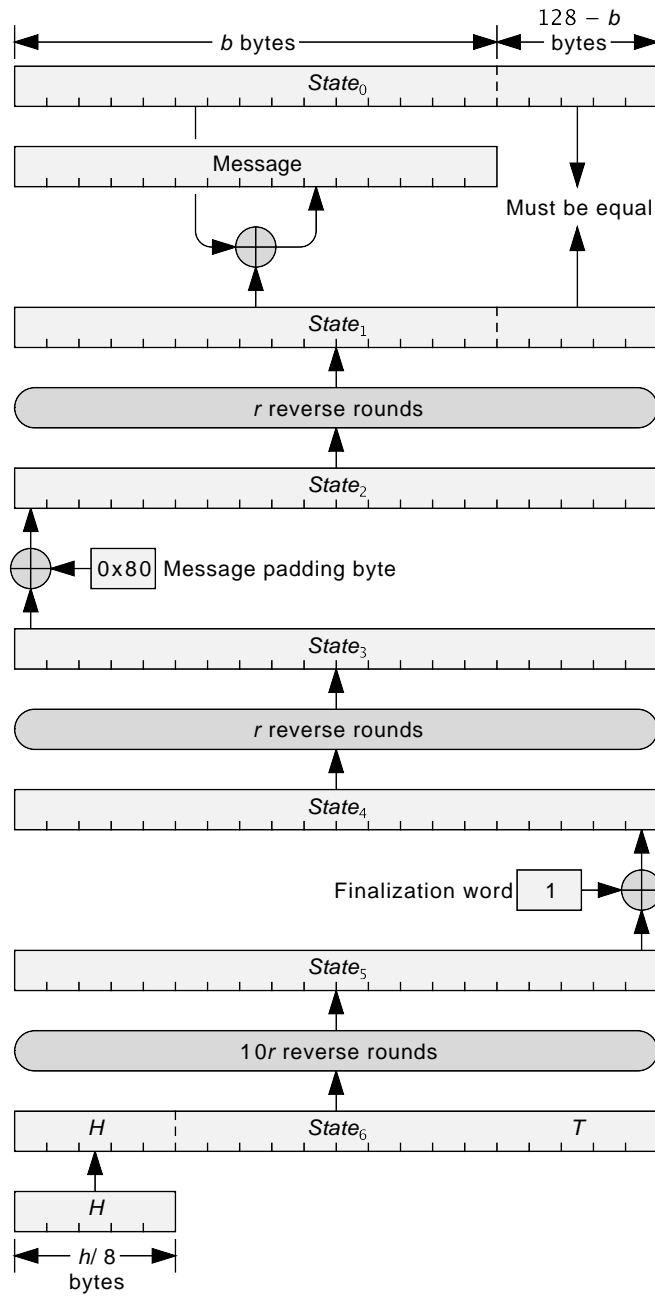 128 − b
b bytes
bytes
State₀
Message
Must be equal
State₁
r reverse rounds
State₂
0x80 Message padding byte
State₃
r reverse rounds
State₄
Finalization word 1
State₅
10r reverse rounds
H State₆ T
H
h/ 8
bytes